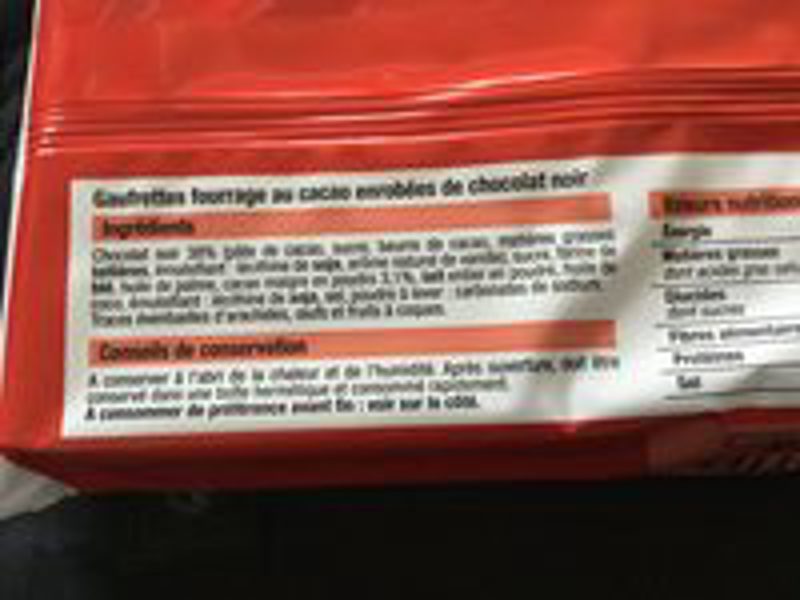 Gaufrettes fourrage au cacao enrobées de chocolat noir
Ingrédients
Chocolat noir 38% (pâte de cacao, sucre, beurre de cacao, matières grasses
laitières, émulsifiant : lécithine de soja, arôme naturel de vanille), sucre, farine de
blé, huile de palme, cacao maigre en poudre 3,1%, lait entier en poudre, huile de
coco, émulsifiant : lécithine de soja, sel, poudre à lever : carbonates de sodium.
Traces éventuelles d'arachides, œufs et fruits à coques.
Conseils de conservation
A conserver à l'abri de la chaleur et de l'humidité. Après ouverture, doit être
conservé dans une boîte hermétique et consommé rapidement.
A consommer de préférence avant fin : voir sur le côté.
nutrition
Énergie
Matières grasses
dont acides gras
Glucides
dont sucres
Fibres alimentaires
Protéines
Sel